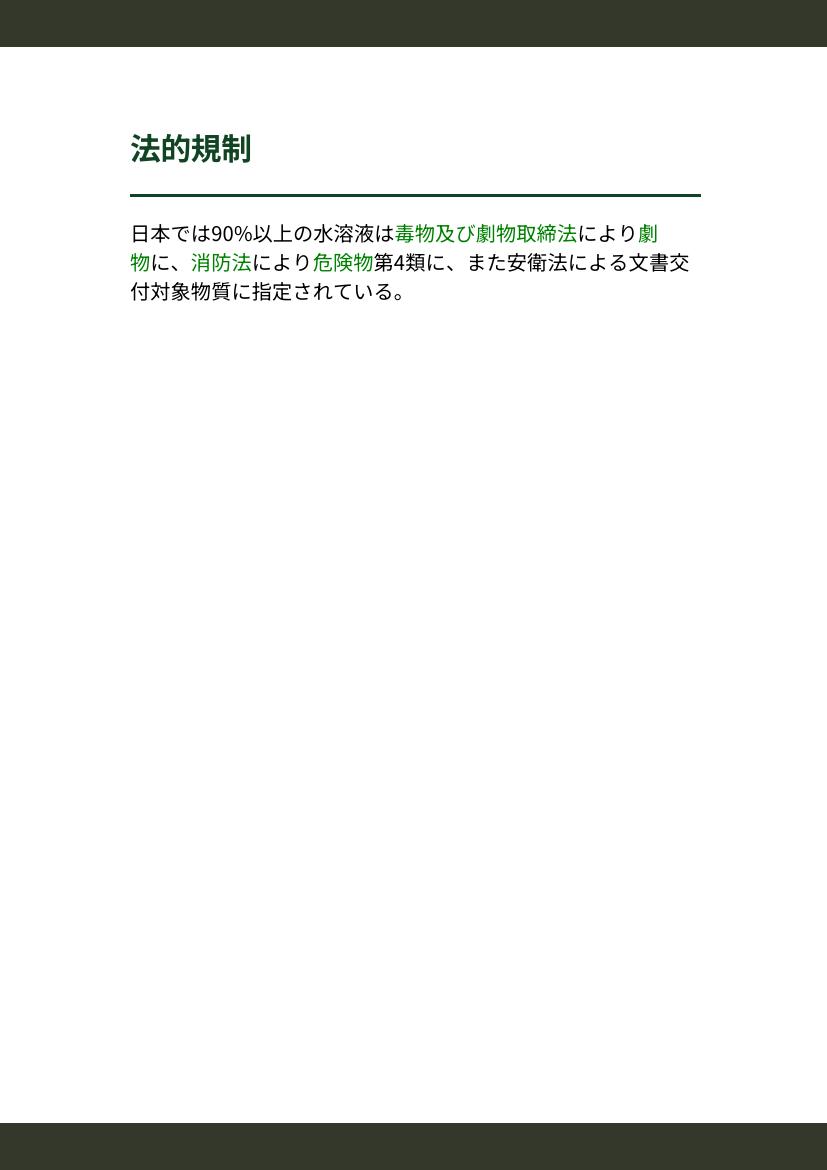 法的規制
日本では90%以上の水溶液は毒物及び劇物取締法により劇
物に、消防法により危険物第4類に、また安衛法による文書交
付対象物質に指定されている。